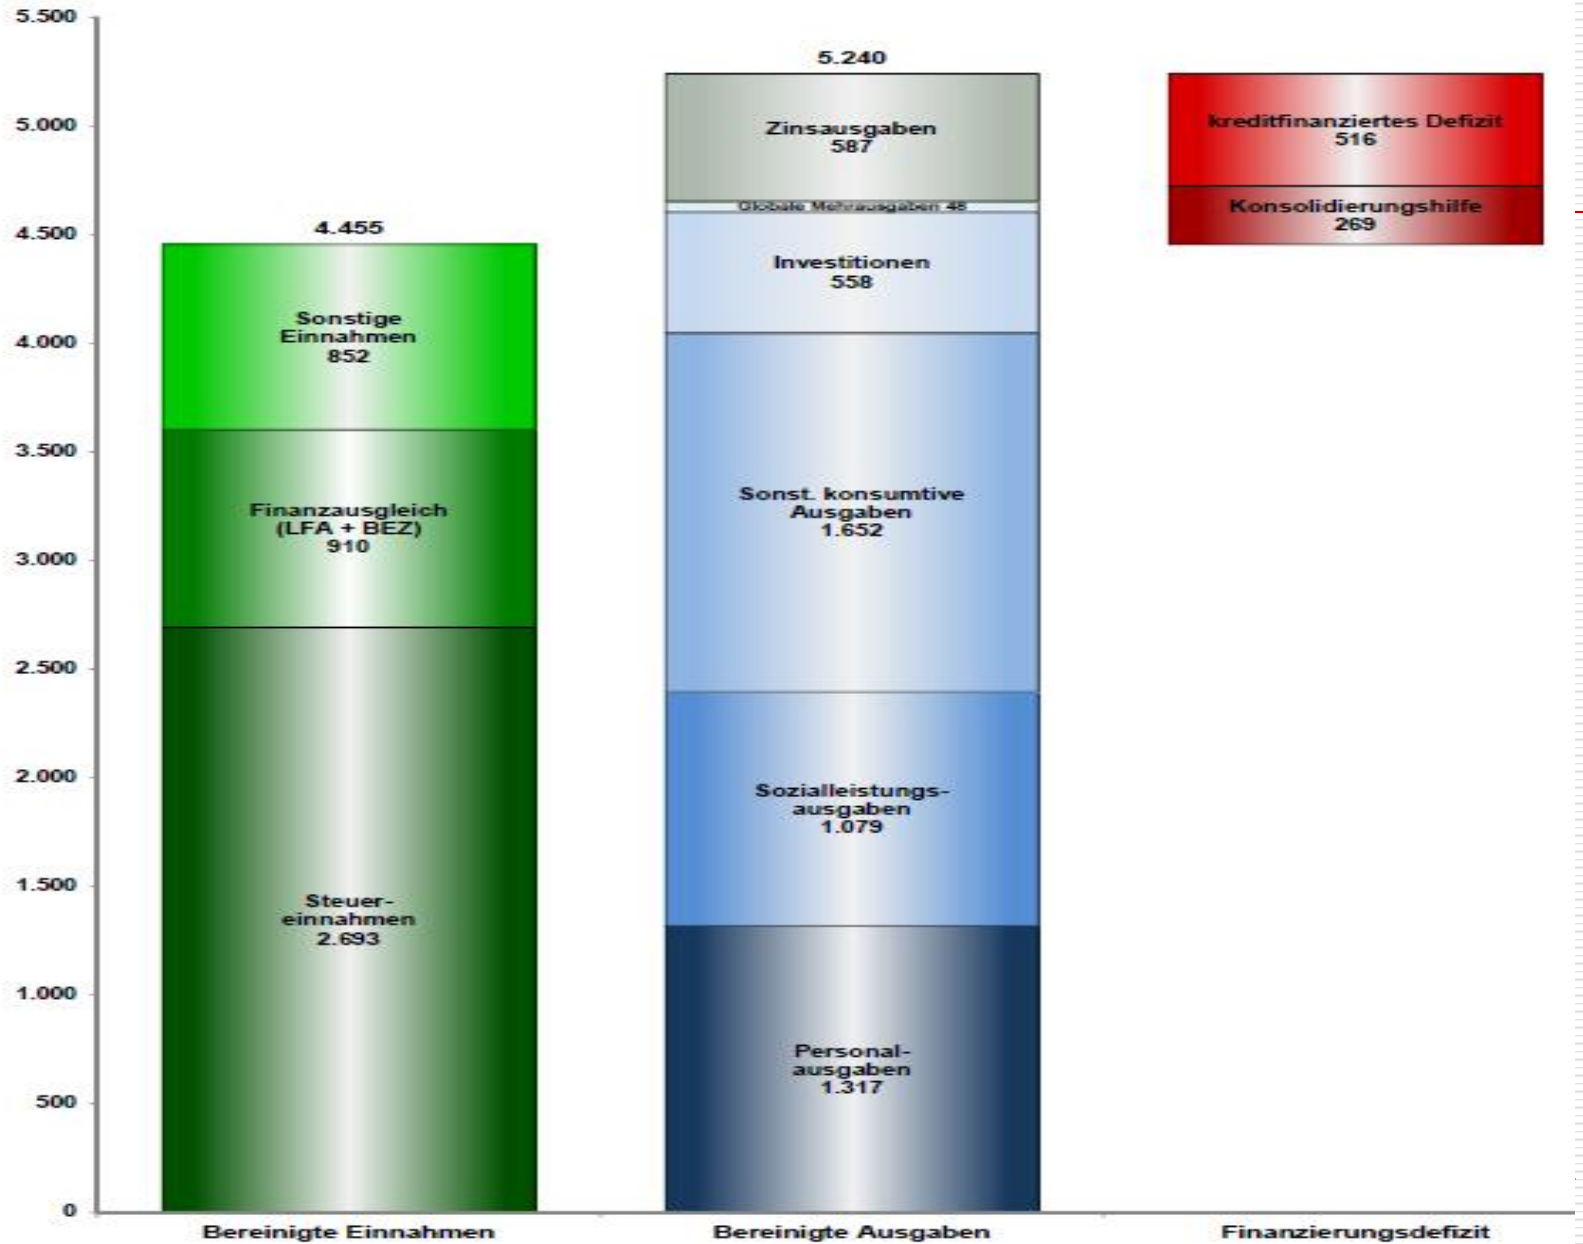 5.500
5.000
4.500
4.000
3.500
3.000
2.500
2.000
1.500
1.000
500
0
4.455
Sonstige
Einnahmen
852
Finanzausgleich
(LFA + BEZ)
910
Steuer-
einnahmen
2.693
Bereinigte Einnahmen
5.240
Zinsausgaben
587
Globale Mehrausgaben 48
Investitionen
558
Sonst. konsumtive
Ausgaben
1.652
Sozialleistungs-
ausgaben
1.079
Personal-
ausgaben
1.317
Bereinigte Ausgaben
kreditfinanziertes Defizit
516
Konsolidierungshilfe
269
Finanzierungsdefizit